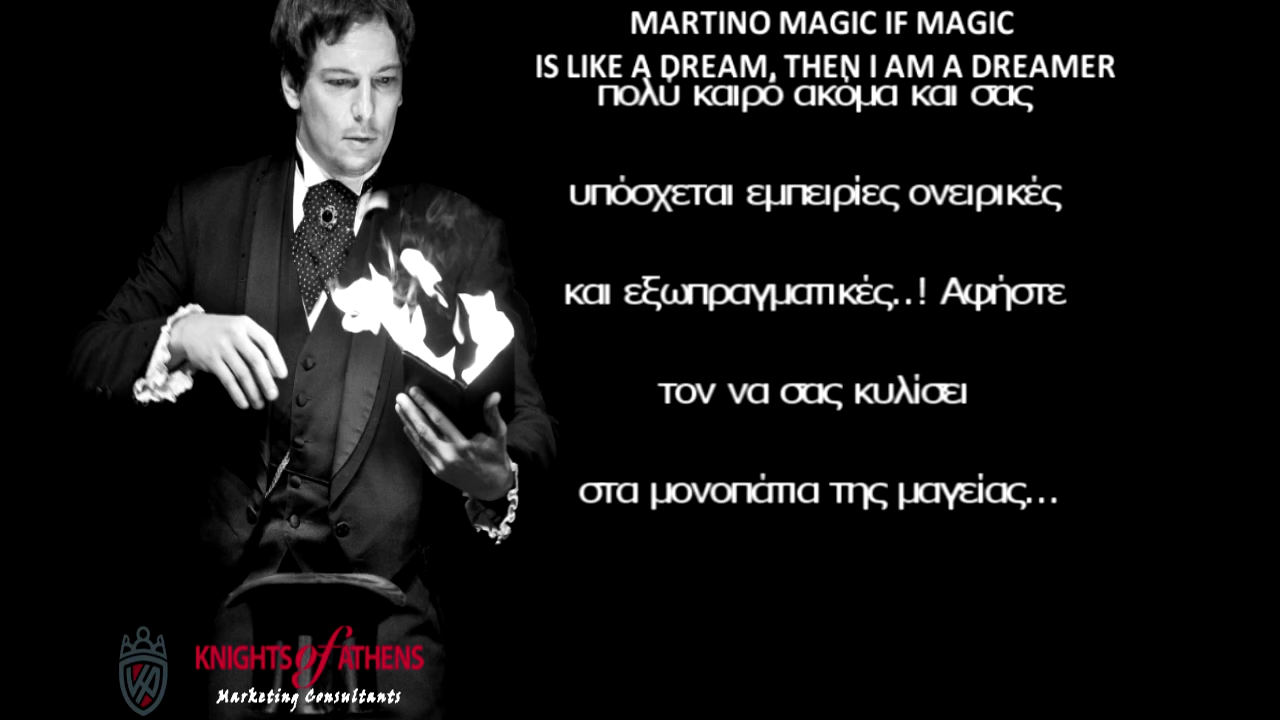 MARTINO MAGIC IF MAGIC
IS LIKE A DREAM, THEN I AM A DREAMER
πολύ καιρό ακόμα και σας
υπόσχεται εμπειρίες ονειρικές
και εξωπραγματικές..! Αφήστε
τον να σας κυλίσει
στα μονοπάτια της μαγείας...
KNIGHTS of ATHENS
Marketing Consultants